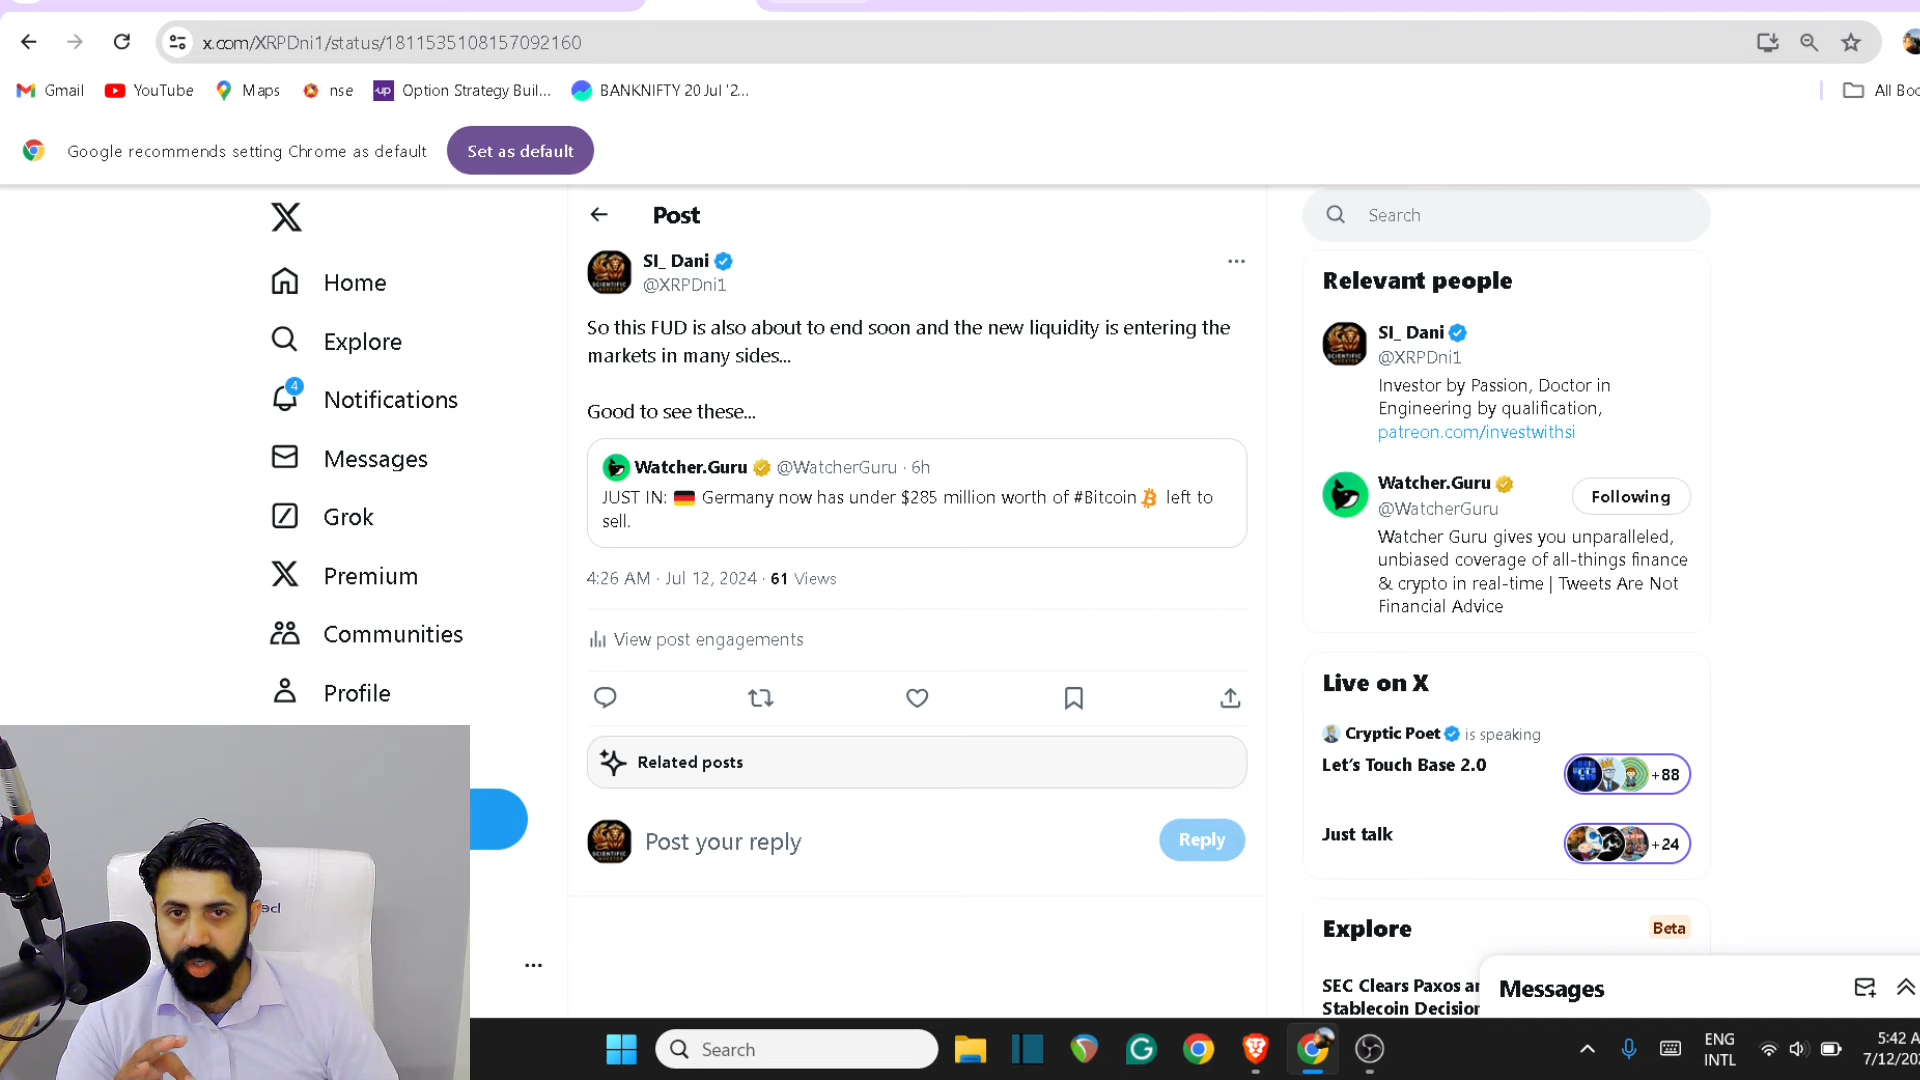 x.com/XRPDni1/status/1811535108157092160
Gmail YouTube Maps nse Option Strategy Buil... BANKNIFTY 20 Jul '2... All Boo
Google recommends setting Chrome as default Set as default
Post
Search
SI_ Dani
@XRPDni1
So this FUD is also about to end soon and the new liquidity is entering the
markets in many sides...
Good to see these...
Watcher.Guru @WatcherGuru · 6h
JUST IN: Germany now has under $285 million worth of #Bitcoin left to
sell.
4:26 AM · Jul 12, 2024 · 61 Views
View post engagements
Related posts
Post your reply
Reply
4
Home
Explore
Notifications
Messages
Grok
Premium
Communities
Profile
Relevant people
SI_ Dani
@XRPDni1
Investor by Passion, Doctor in
Engineering by qualification,
patreon.com/investwithsi
Watcher.Guru
@WatcherGuru
Following
Watcher Guru gives you unparalleled,
unbiased coverage of all-things finance
& crypto in real-time | Tweets Are Not
Financial Advice
Live on X
Cryptic Poet is speaking
Let's Touch Base 2.0
+88
Just talk
+24
Explore
Beta
SEC Clears Paxos an
Stablecoin Decision
Messages
Search
ENG
INTL
5:42 A
7/12/20